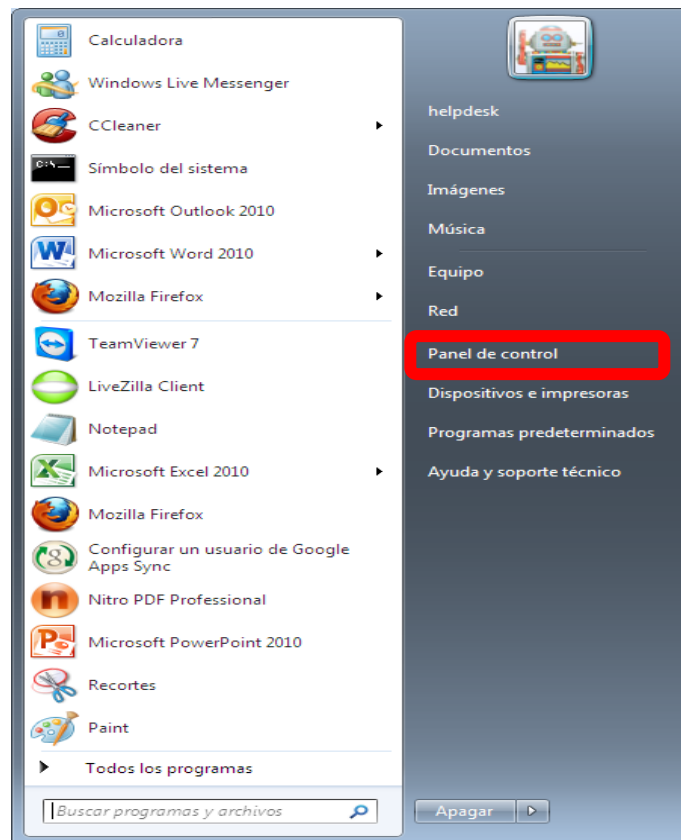 Calculadora
Windows Live Messenger
CCleaner
C:\
Símbolo del sistema
Microsoft Outlook 2010
Microsoft Word 2010
Mozilla Firefox
TeamViewer 7
LiveZilla Client
Notepad
Microsoft Excel 2010
Mozilla Firefox
Configurar un usuario de Google
Apps Sync
Nitro PDF Professional
Microsoft PowerPoint 2010
Recortes
Paint
Todos los programas
Buscar programas y archivos
helpdesk
Documentos
Imágenes
Música
Equipo
Red
Panel de control
Dispositivos e impresoras
Programas predeterminados
Ayuda y soporte técnico
Apagar